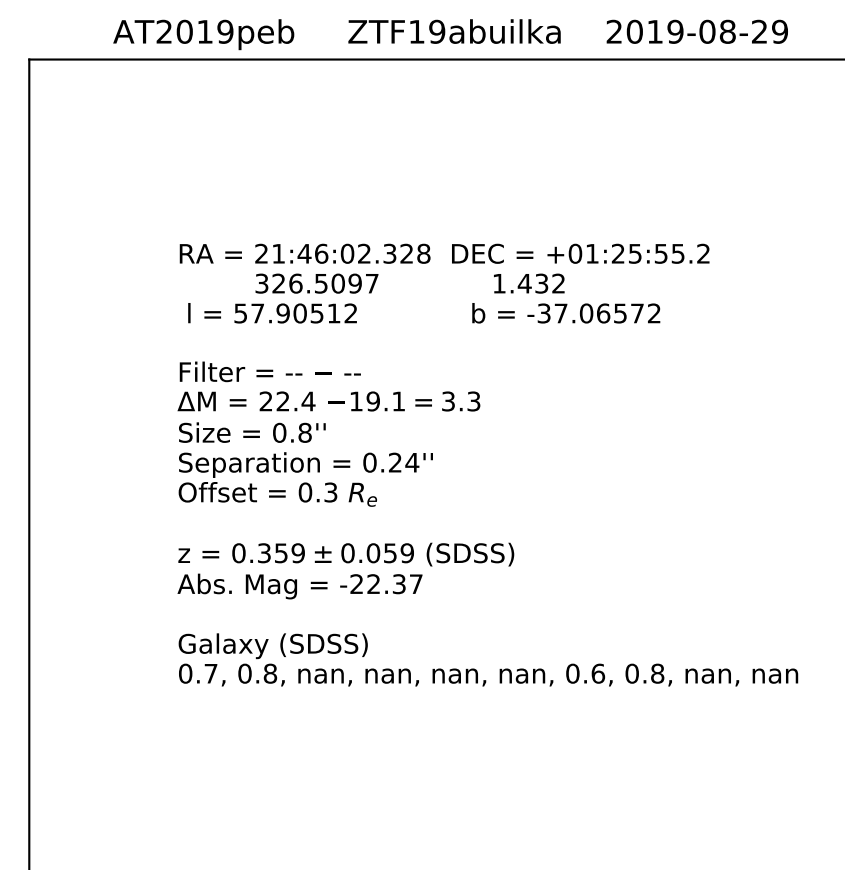 AT2019peb ZTF19abuilka 2019-08-29
RA = 21:46:02.328 DEC = +01:25:55.2
326.5097 1.432
l = 57.90512 b = -37.06572
Filter = -- − --
ΔM = 22.4 −19.1 = 3.3
Size = 0.8''
Separation = 0.24''
Offset = 0.3 Rₑ
z = 0.359 ± 0.059 (SDSS)
Abs. Mag = -22.37
Galaxy (SDSS)
0.7, 0.8, nan, nan, nan, nan, 0.6, 0.8, nan, nan